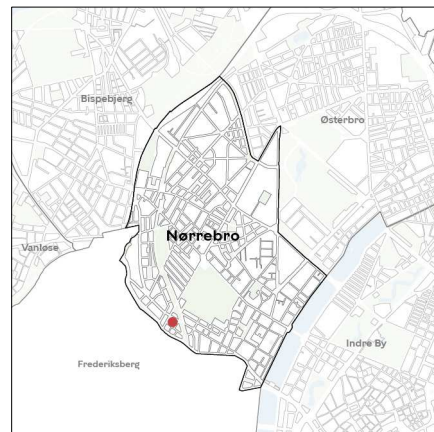 Bispebjerg
Østerbro
Nørrebro
Vanløse
Indre By
Frederiksberg